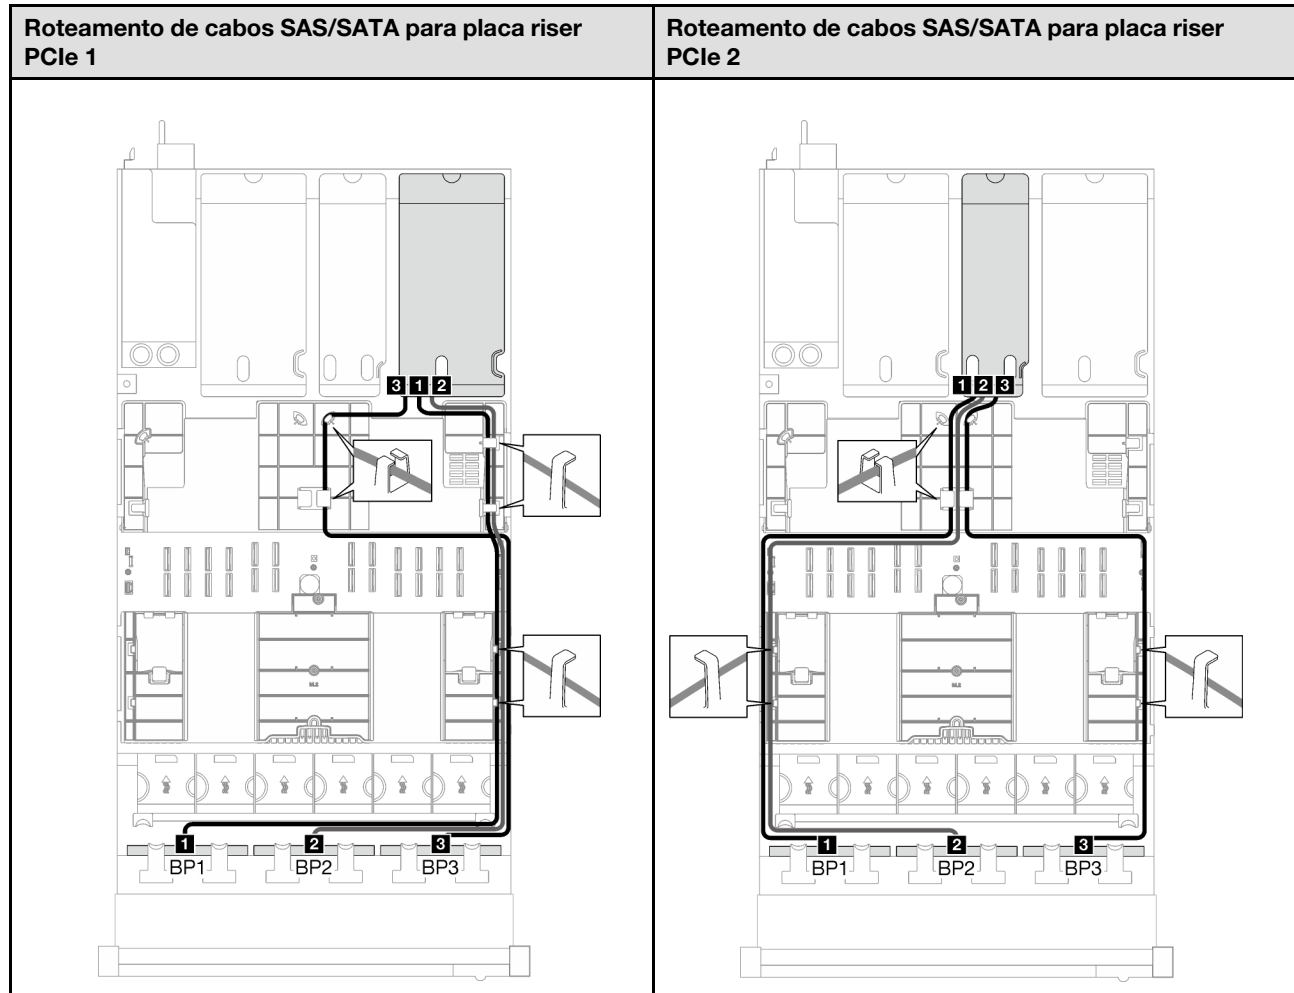 Roteamento de cabos SAS/SATA para placa riser
PCIe 1
Roteamento de cabos SAS/SATA para placa riser
PCIe 2
3 1 2
M.2
1 2 3
BP1 BP2 BP3
1 2 3
M.2
1 2 3
BP1 BP2 BP3